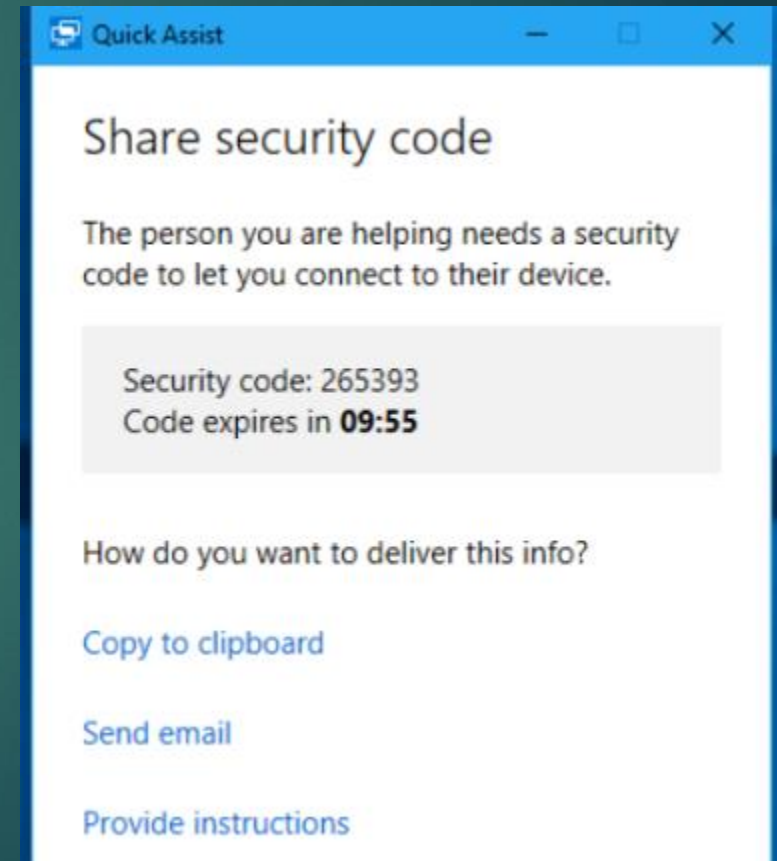 Quick Assist
Share security code
The person you are helping needs a security
code to let you connect to their device.
Security code: 265393
Code expires in 09:55
How do you want to deliver this info?
Copy to clipboard
Send email
Provide instructions